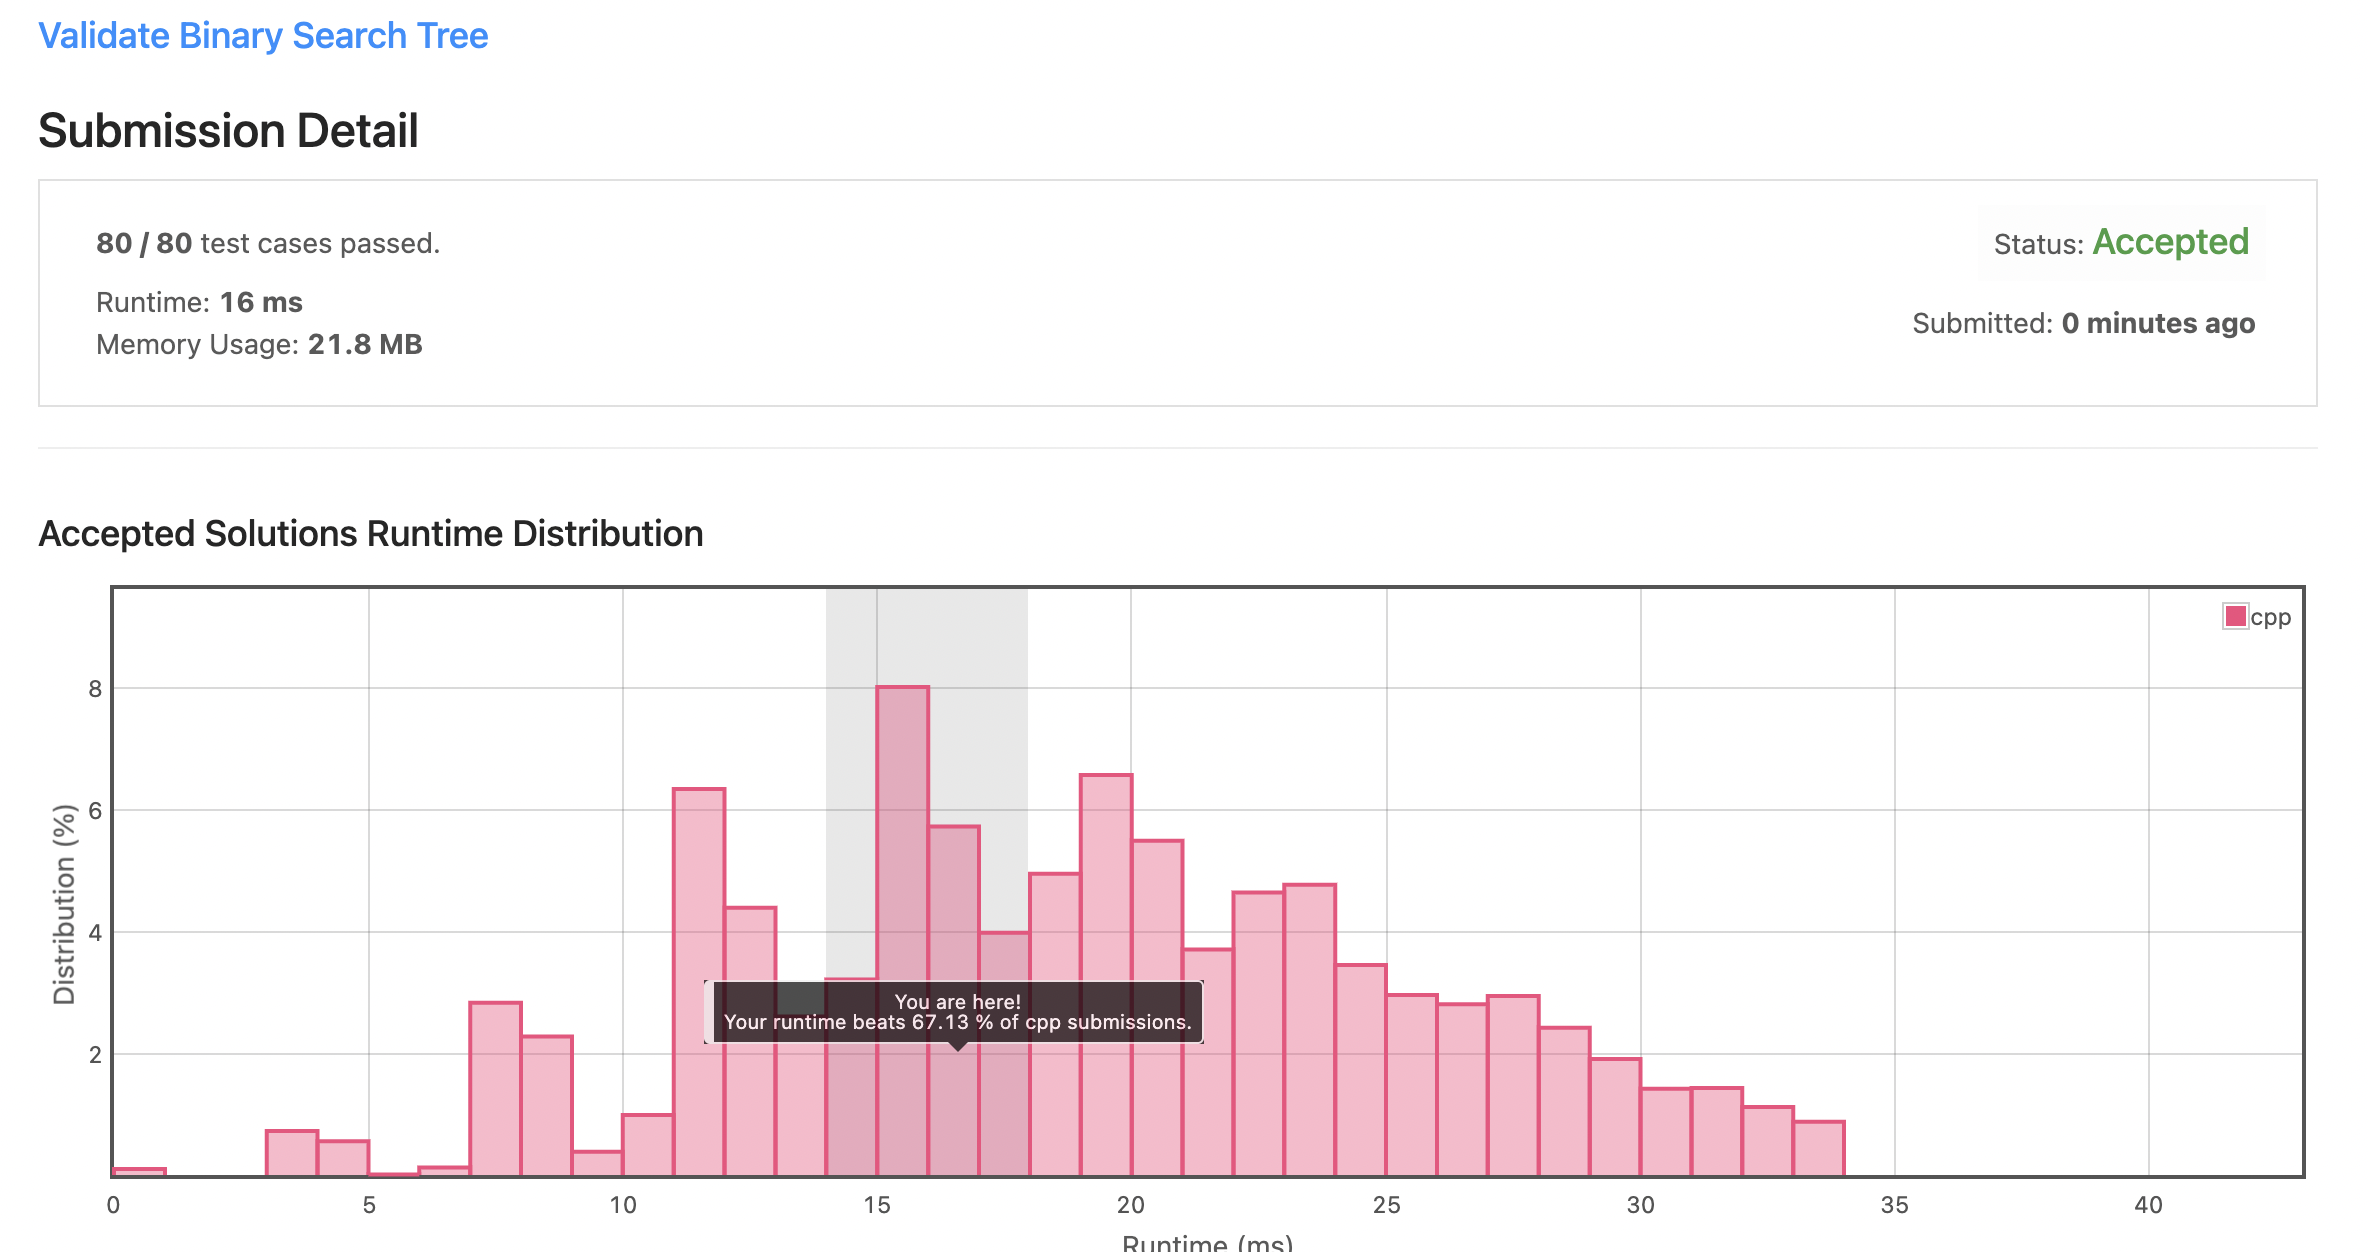 Validate Binary Search Tree
Submission Detail
80 / 80 test cases passed.
Status: Accepted
Runtime: 16 ms
Submitted: 0 minutes ago
Memory Usage: 21.8 MB
Accepted Solutions Runtime Distribution
cpp
8
6
4
2
Distribution (%)
You are here!
Your runtime beats 67.13 % of cpp submissions.
0 5 10 15 20 25 30 35 40
Runtime (ms)